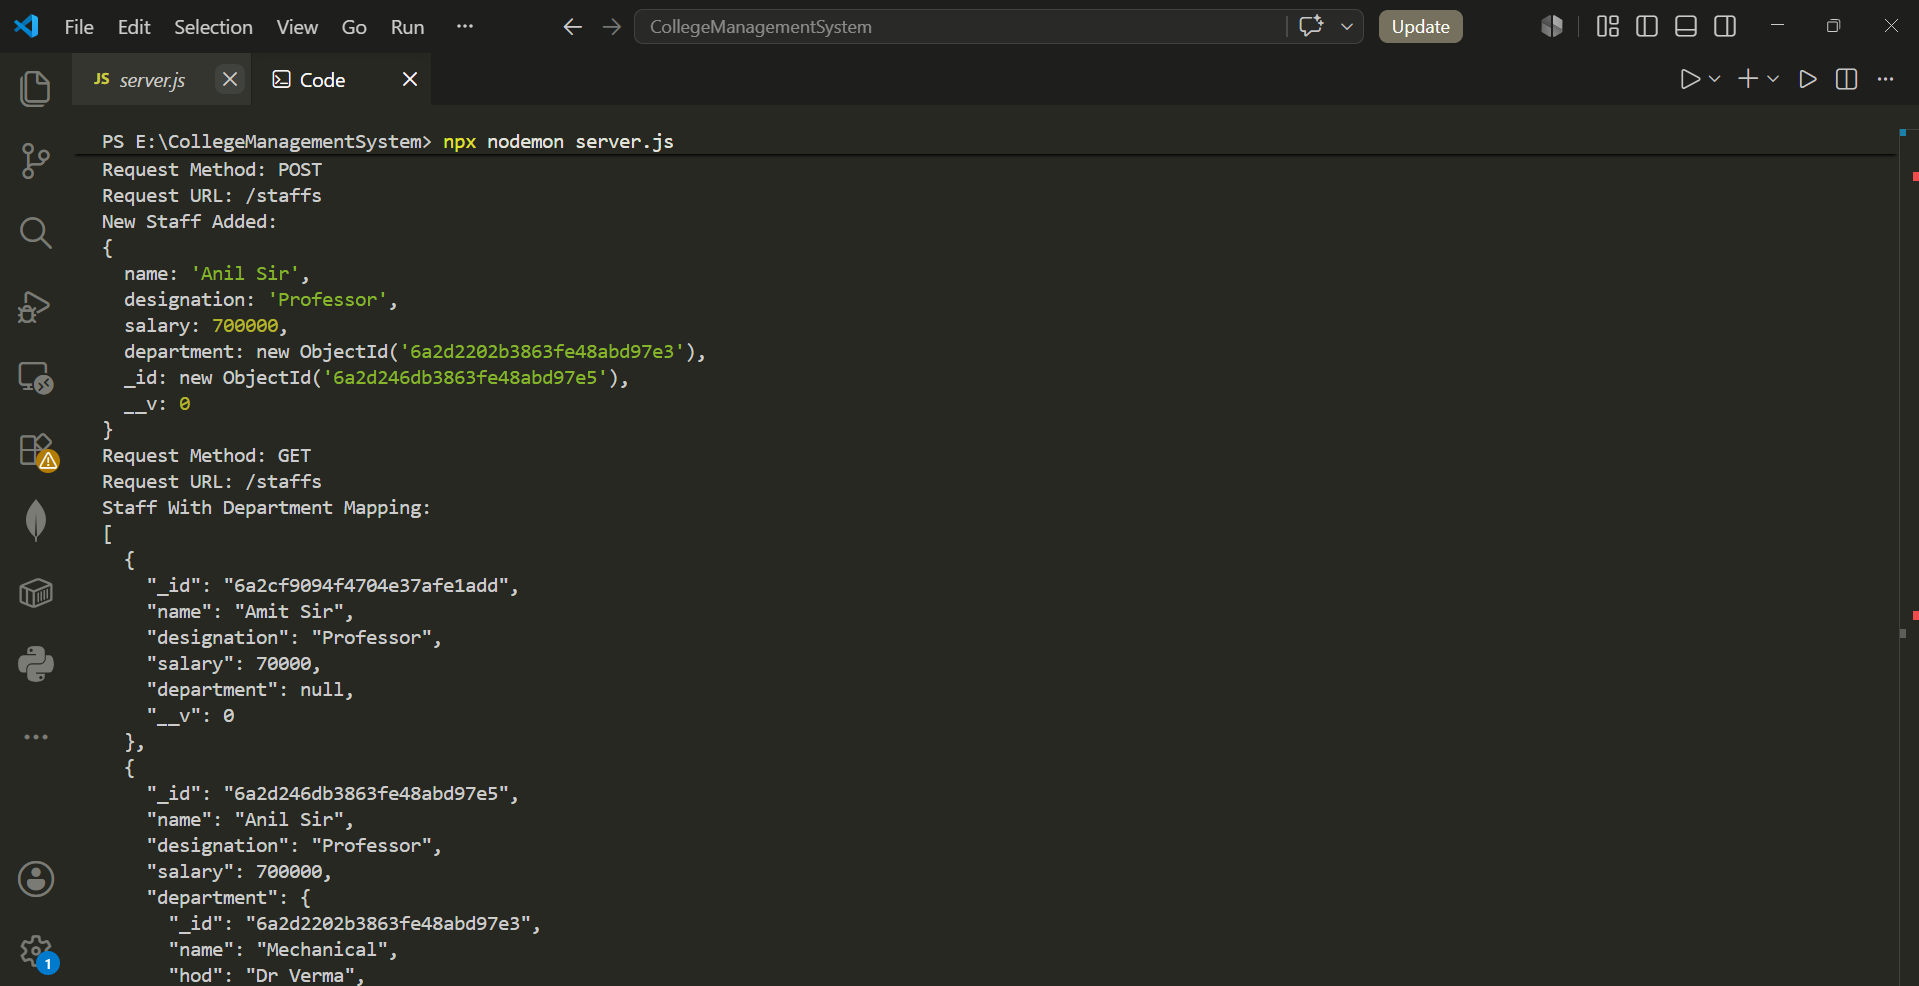 File Edit Selection View Go Run ··· CollegeManagementSystem Update
JS server.js Code
PS E:\CollegeManagementSystem> npx nodemon server.js
Request Method: POST
Request URL: /staffs
New Staff Added:
{
  name: 'Anil Sir',
  designation: 'Professor',
  salary: 700000,
  department: new ObjectId('6a2d2202b3863fe48abd97e3'),
  _id: new ObjectId('6a2d246db3863fe48abd97e5'),
  __v: 0
}
Request Method: GET
Request URL: /staffs
Staff With Department Mapping:
[
  {
    "_id": "6a2cf9094f4704e37afe1add",
    "name": "Amit Sir",
    "designation": "Professor",
    "salary": 70000,
    "department": null,
    "__v": 0
  },
  {
    "_id": "6a2d246db3863fe48abd97e5",
    "name": "Anil Sir",
    "designation": "Professor",
    "salary": 700000,
    "department": {
      "_id": "6a2d2202b3863fe48abd97e3",
      "name": "Mechanical",
      "hod": "Dr Verma",
1